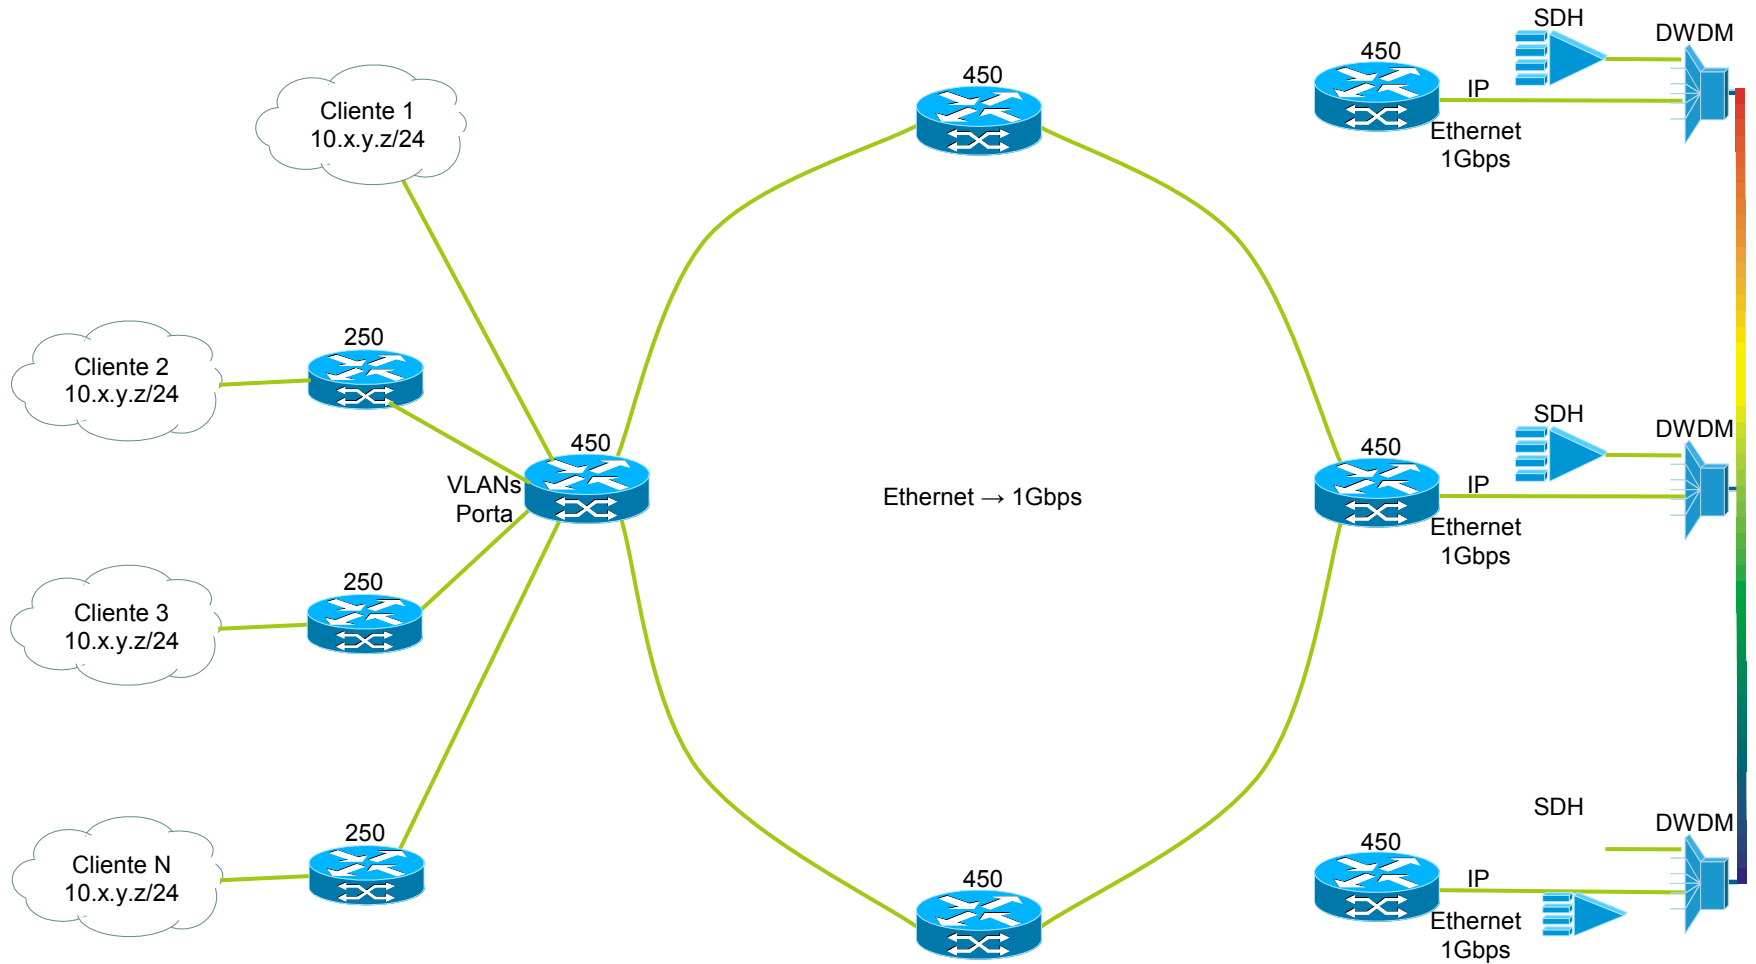 SDH
DWDM
450
IP
Ethernet
1Gbps
450
Cliente 1
10.x.y.z/24
250
Cliente 2
10.x.y.z/24
450
VLANs
Porta
Ethernet → 1Gbps
SDH
DWDM
450
IP
Ethernet
1Gbps
250
Cliente 3
10.x.y.z/24
250
Cliente N
10.x.y.z/24
450
SDH
DWDM
450
IP
Ethernet
1Gbps